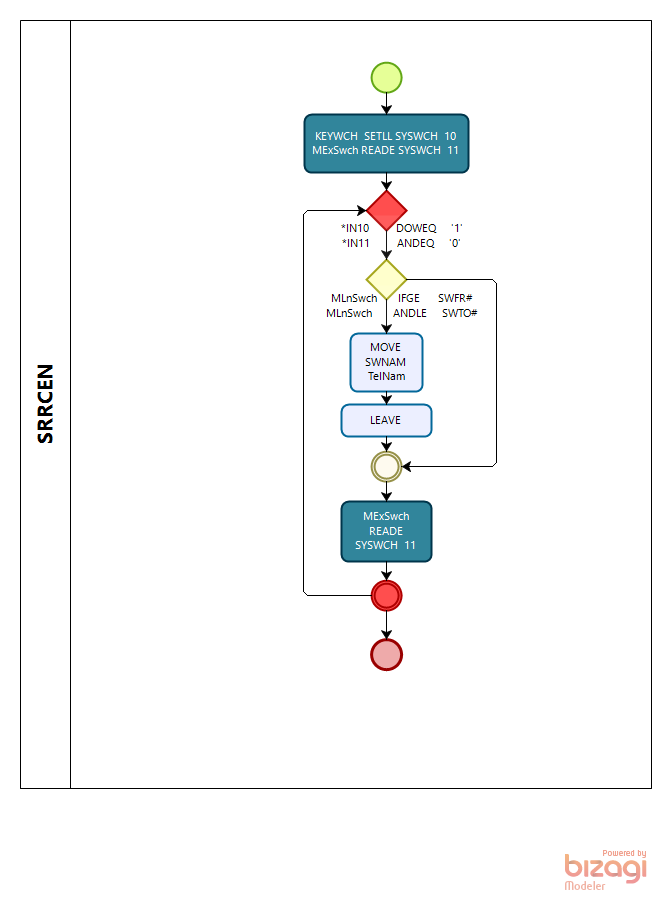 SRRCEN
KEYWCH SETLL SYSWCH 10
MExSwch READE SYSWCH 11
*IN10 DOWEQ '1'
*IN11 ANDEQ '0'
MLnSwch IFGE SWFR#
MLnSwch ANDLE SWTO#
MOVE
SWNAM
TelNam
LEAVE
MExSwch
READE
SYSWCH 11
Powered by
bizagi
Modeler